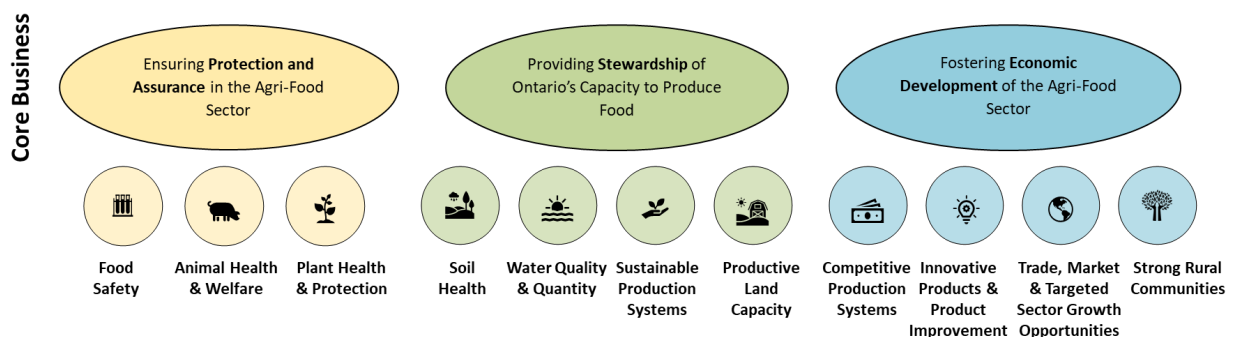 Core Business
Ensuring Protection and
Assurance in the Agri-Food
Sector
Providing Stewardship of
Ontario's Capacity to Produce
Food
Fostering Economic
Development of the Agri-Food
Sector
Food
Safety
Animal Health
& Welfare
Plant Health
& Protection
Soil
Health
Water Quality
& Quantity
Sustainable
Production
Systems
Productive
Land
Capacity
Competitive
Production
Systems
Innovative
Products &
Product
Improvement
Trade, Market
& Targeted
Sector Growth
Opportunities
Strong Rural
Communities